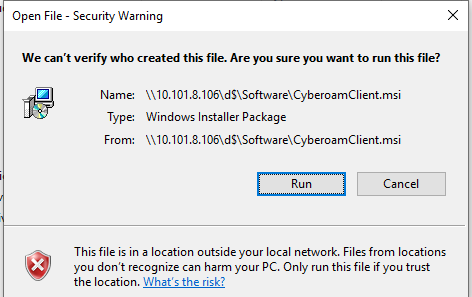 Open File - Security Warning
We can't verify who created this file. Are you sure you want to run this file?
Name: \\10.101.8.106\d$\Software\CyberoamClient.msi
Type: Windows Installer Package
From: \\10.101.8.106\d$\Software\CyberoamClient.msi
Run Cancel
This file is in a location outside your local network. Files from locations
you don't recognize can harm your PC. Only run this file if you trust
the location. What's the risk?